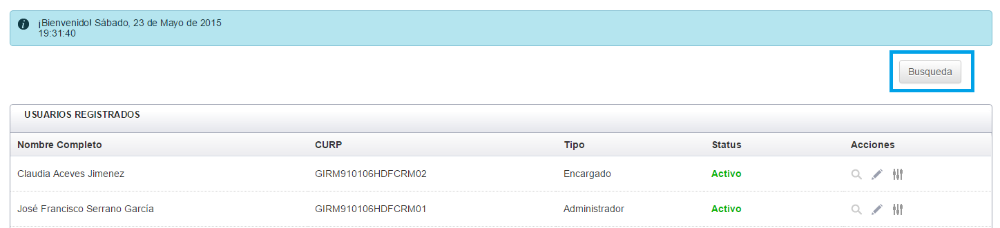 ¡Bienvenido! Sábado, 23 de Mayo de 2015
19:31:40
Busqueda
USUARIOS REGISTRADOS
Nombre Completo CURP Tipo Status Acciones
Claudia Aceves Jimenez GIRM910106HDFCRM02 Encargado Activo
José Francisco Serrano García GIRM910106HDFCRM01 Administrador Activo